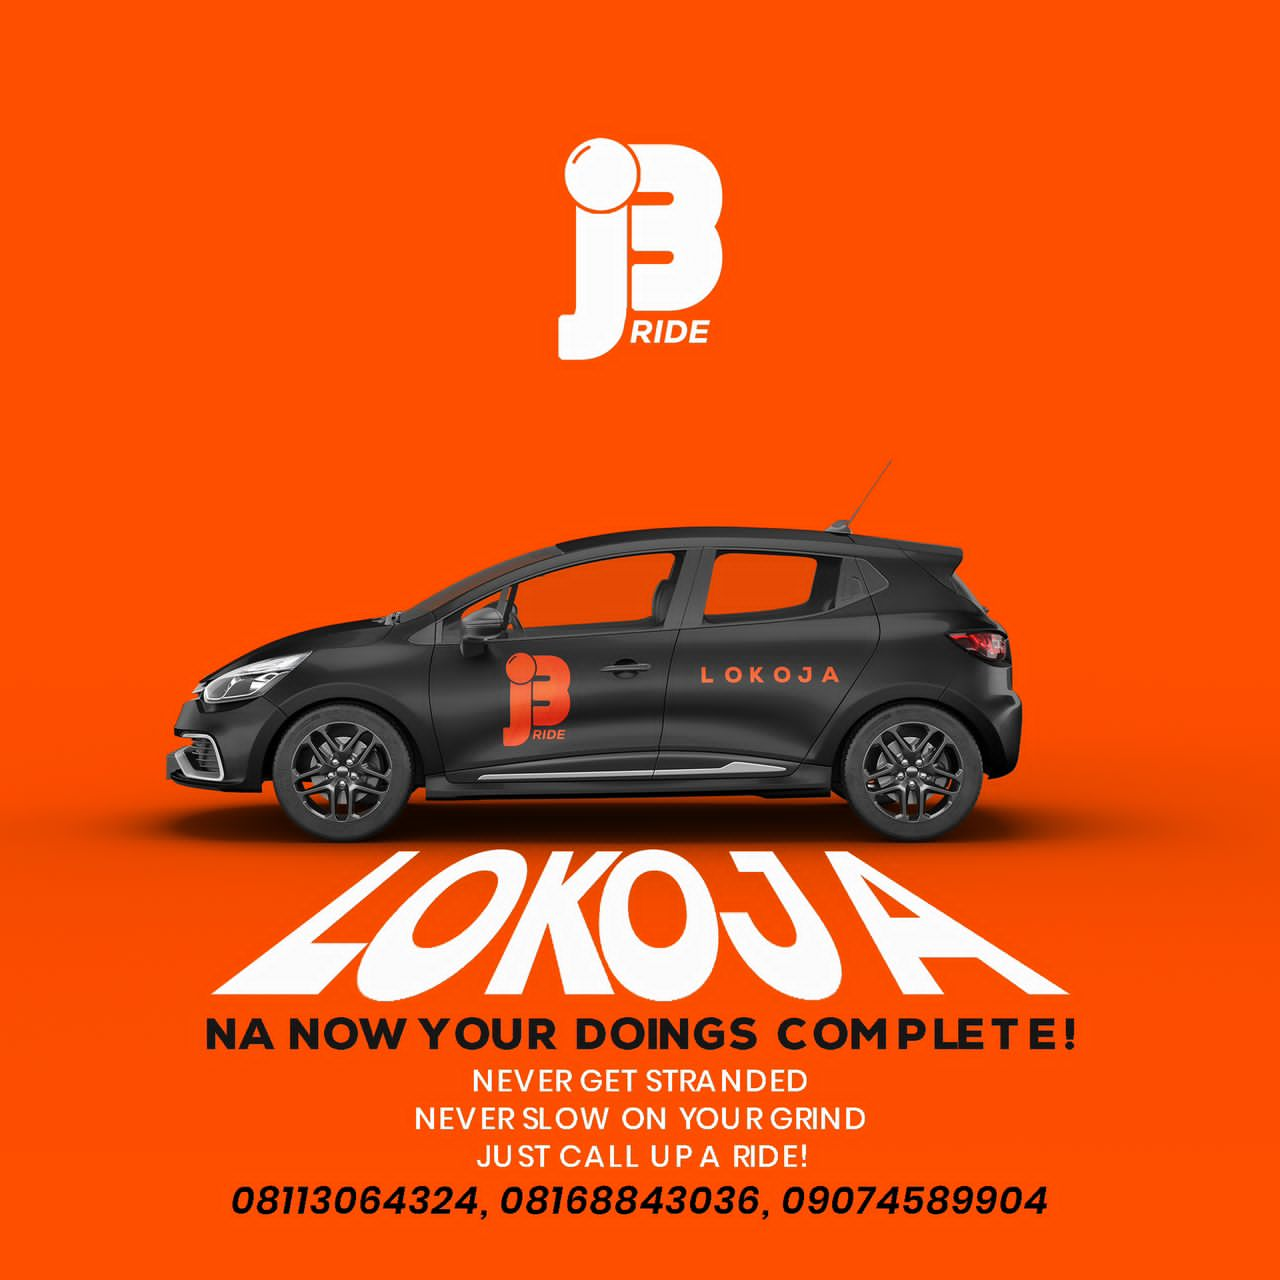 jB
RIDE
jB
RIDE
LOKOJA
LOKOJA
NA NOW YOUR DOINGS COMPLETE!
NEVER GET STRANDED
NEVER SLOW ON YOUR GRIND
JUST CALL UP A RIDE!
08113064324, 08168843036, 09074589904